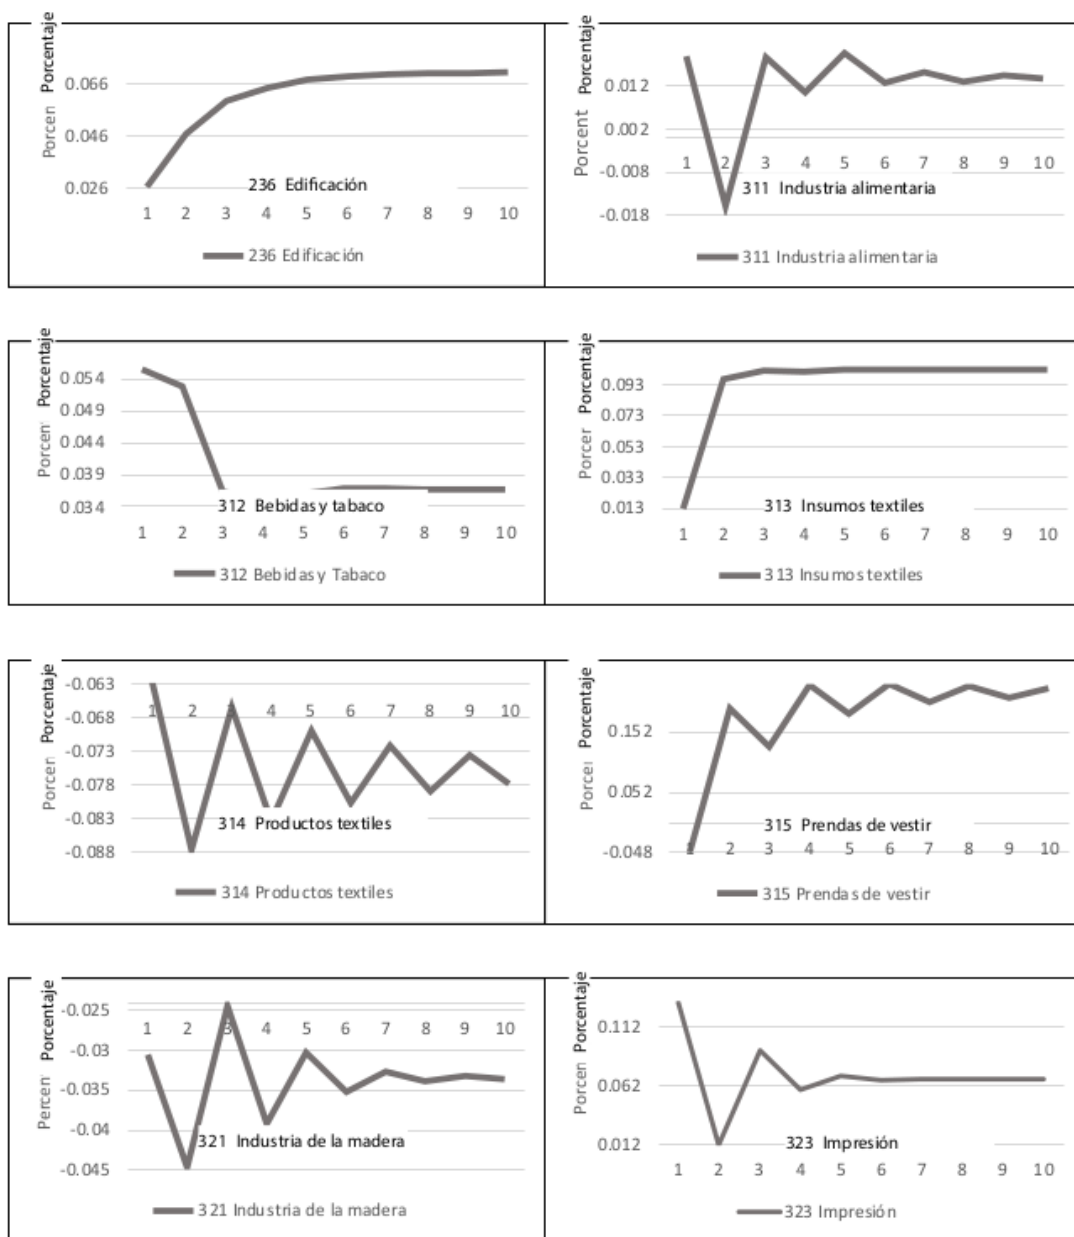 Porcentaje
Porcen
0.066
0.046
0.026
236 Edificación
1 2 3 4 5 6 7 8 9 10
236 Edificación
Porcentaje
Porcent
0.012
0.002
-0.008
-0.018
1 2 3 4 5 6 7 8 9 10
311 Industria alimentaria
311 Industria alimentaria
Porcentaje
Porcen
0.054
0.049
0.044
0.039
0.034
312 Bebidas y tabaco
1 2 3 4 5 6 7 8 9 10
312 Bebidas y Tabaco
Porcentaje
Porcer
0.093
0.073
0.053
0.033
0.013
313 Insumos textiles
1 2 3 4 5 6 7 8 9 10
313 Insumos textiles
Porcentaje
Porcen
-0.063
-0.068
-0.073
-0.078
-0.083
-0.088
1 2 3 4 5 6 7 8 9 10
314 Productos textiles
314 Productos textiles
Porcentaje
Porce
0.152
0.052
-0.048
315 Prendas de vestir
1 2 3 4 5 6 7 8 9 10
315 Prendas de vestir
Porcentaje
Percen
-0.025
-0.03
-0.035
-0.04
-0.045
1 2 3 4 5 6 7 8 9 10
321 Industria de la madera
321 Industria de la madera
Porcentaje
Porcen
0.112
0.062
0.012
323 Impresión
1 2 3 4 5 6 7 8 9 10
323 Impresión